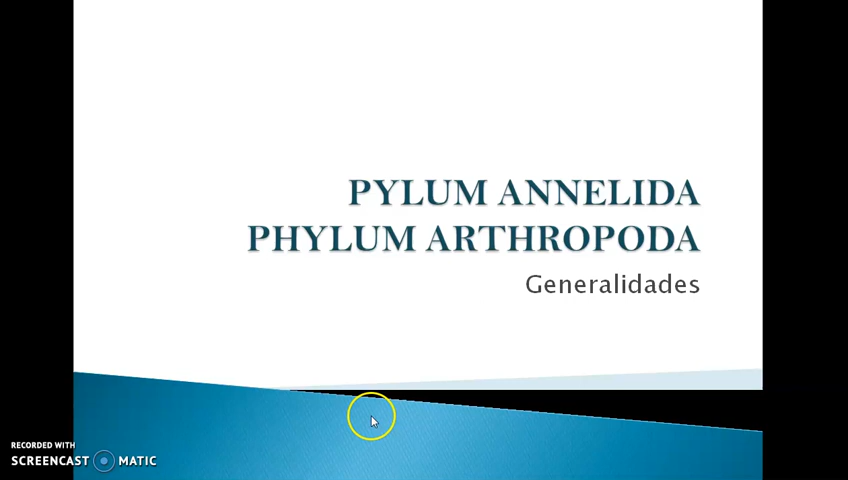 PYLUM ANNELIDA
PHYLUM ARTHROPODA
Generalidades
RECORDED WITH
SCREENCAST MATIC